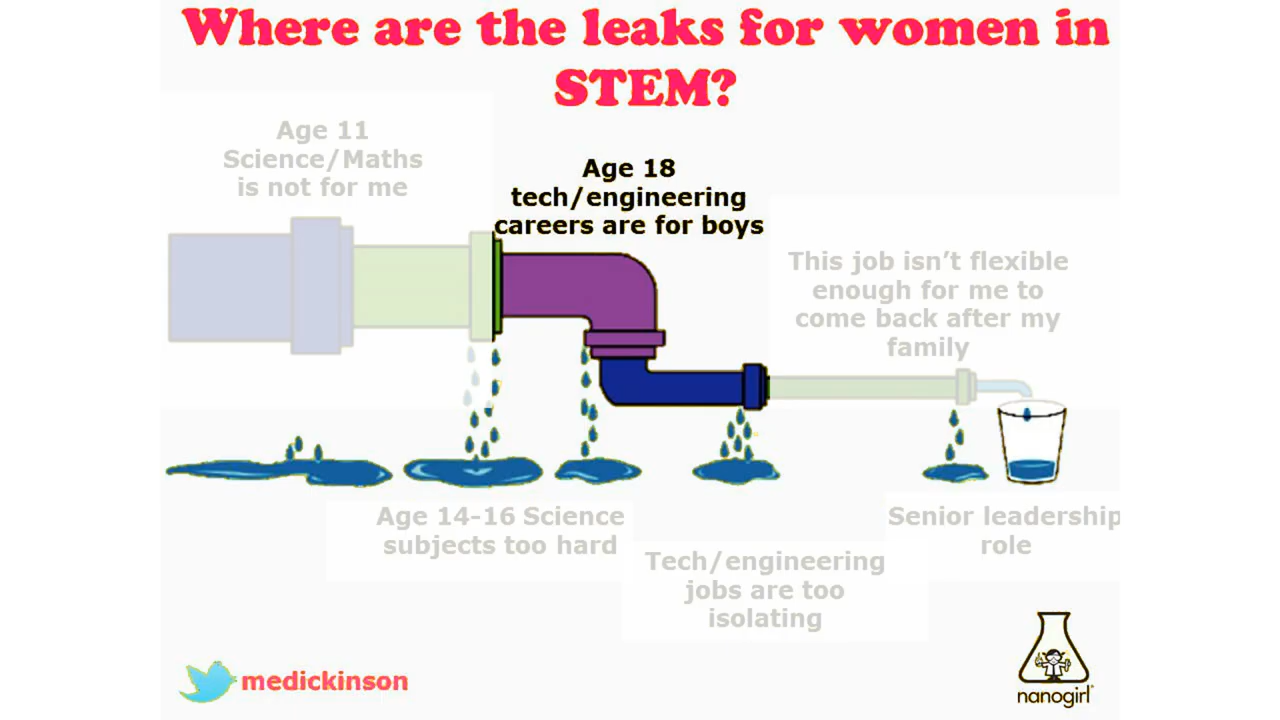 Where are the leaks for women in
STEM?
Age 11
Science/Maths
is not for me
Age 18
tech/engineering
careers are for boys
This job isn’t flexible
enough for me to
come back after my
family
Age 14-16 Science
subjects too hard
Tech/engineering
jobs are too
isolating
Senior leadership
role
medickinson
nanogirl